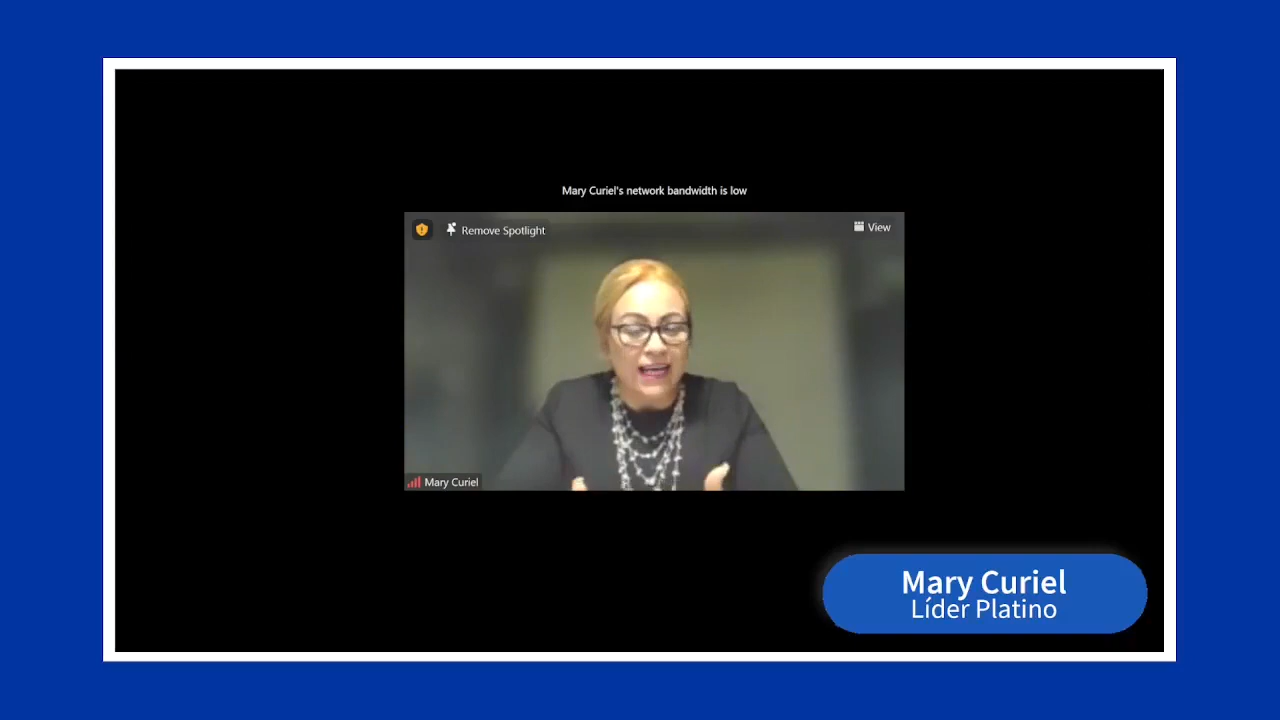 Mary Curiel's network bandwidth is low
Remove Spotlight
View
Mary Curiel
Mary Curiel
Líder Platino